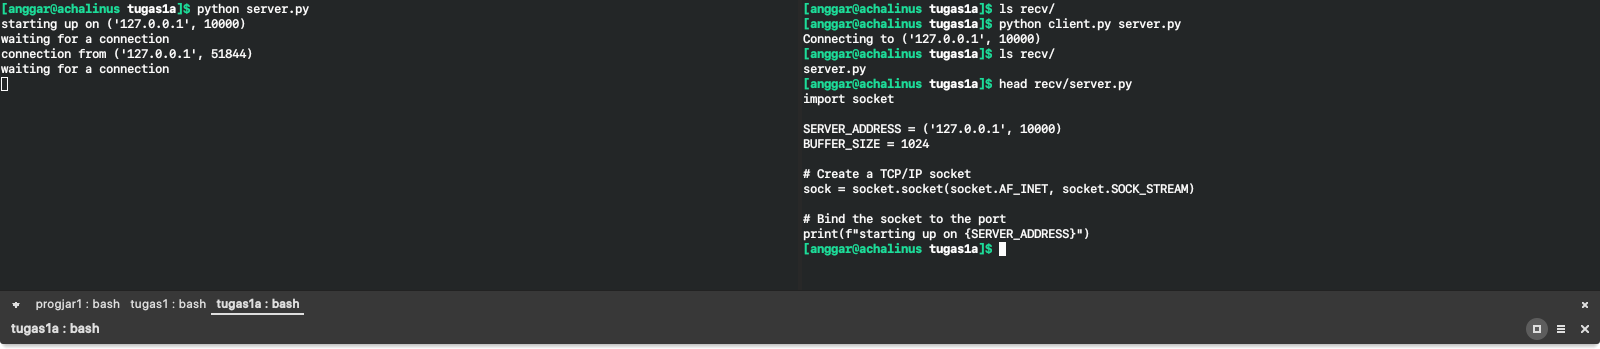 [anggar@achalinus tugas1a]$ python server.py
starting up on ('127.0.0.1', 10000)
waiting for a connection
connection from ('127.0.0.1', 51844)
waiting for a connection
[anggar@achalinus tugas1a]$ ls recv/
[anggar@achalinus tugas1a]$ python client.py server.py
Connecting to ('127.0.0.1', 10000)
[anggar@achalinus tugas1a]$ ls recv/
server.py
[anggar@achalinus tugas1a]$ head recv/server.py
import socket

SERVER_ADDRESS = ('127.0.0.1', 10000)
BUFFER_SIZE = 1024

# Create a TCP/IP socket
sock = socket.socket(socket.AF_INET, socket.SOCK_STREAM)

# Bind the socket to the port
print(f"starting up on {SERVER_ADDRESS}")
[anggar@achalinus tugas1a]$
progjar1 : bash tugas1 : bash tugas1a : bash
tugas1a : bash